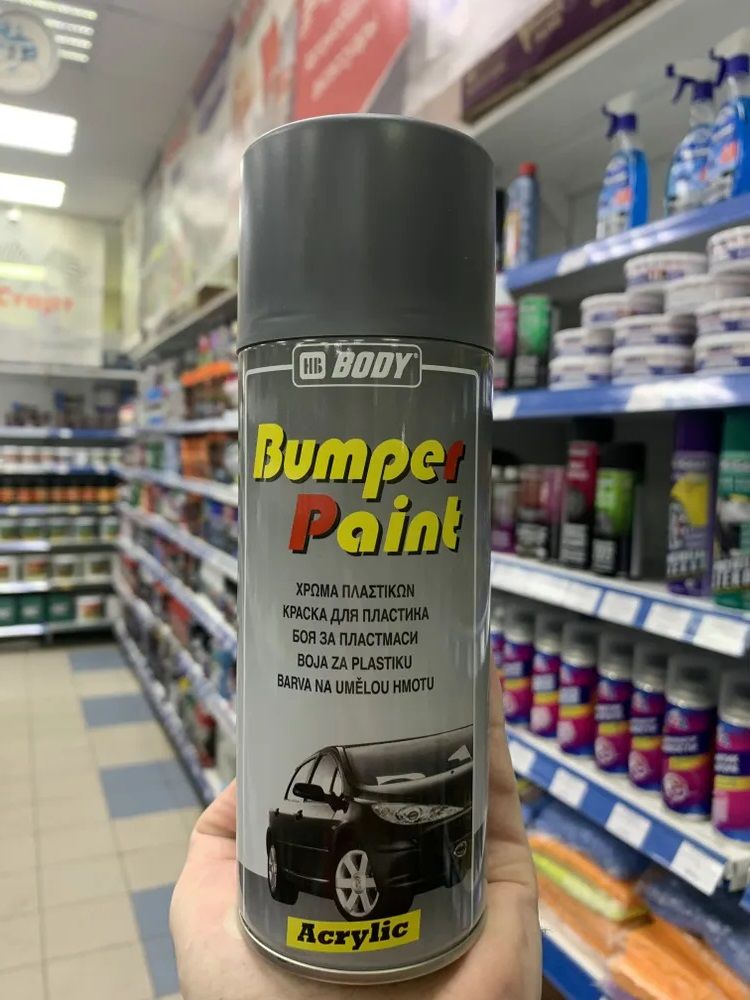 Старт
HB BODY
Bumper
Paint
ΧΡΩΜΑ ΠΛΑΣΤΙΚΩΝ
КРАСКА ДЛЯ ПЛАСТИКА
БОЯ ЗА ПЛАСТМАСИ
BOJA ZA PLASTIKU
BARVA NA UMĚLOU HMOTU
Acrylic